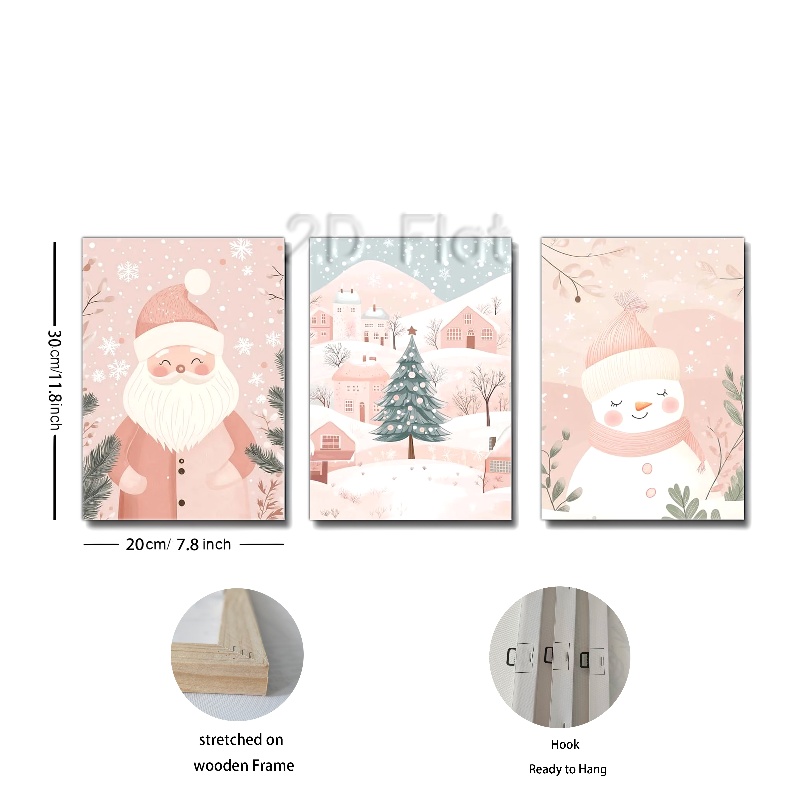 2D Flat
30cm/11.8inch
20cm/ 7.8 inch
stretched on
wooden Frame
Hook
Ready to Hang